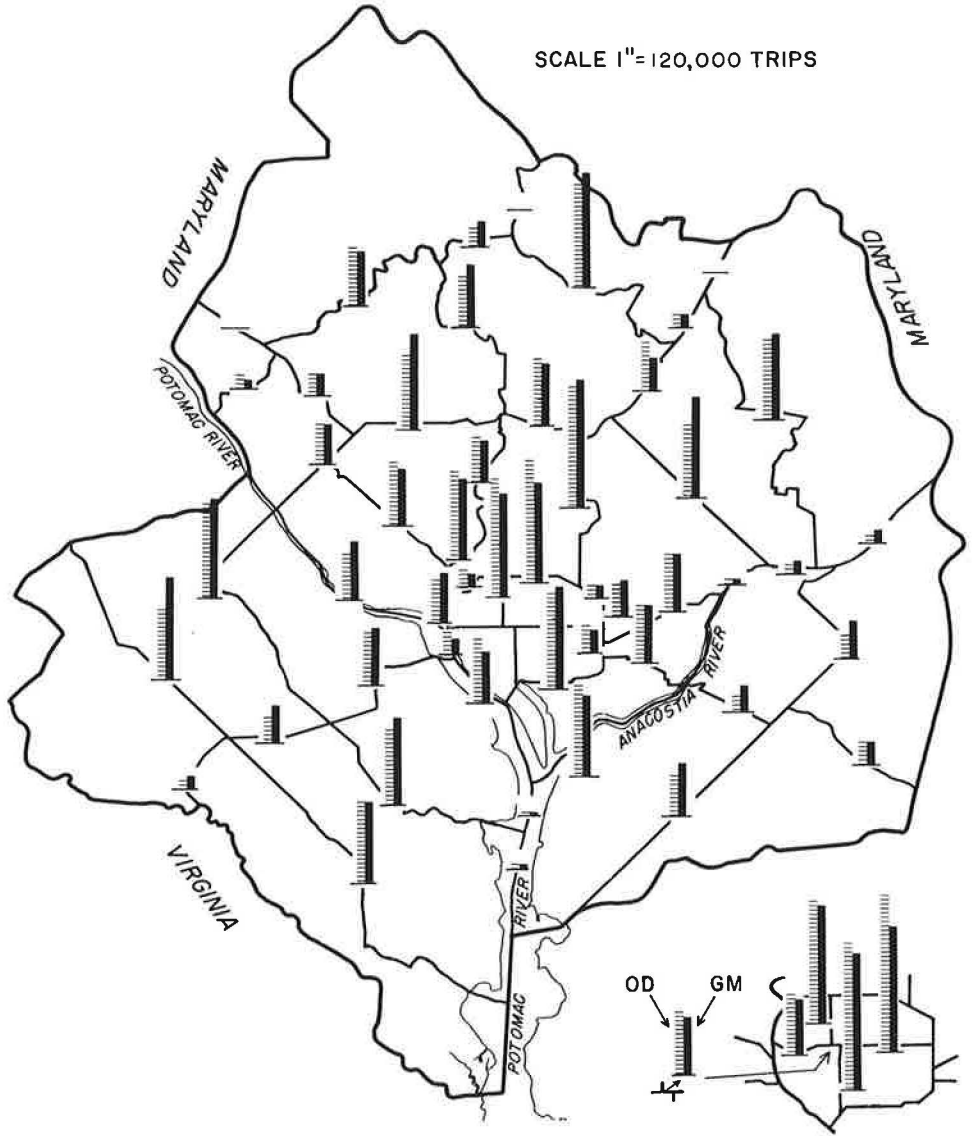 SCALE 1"=120,000 TRIPS
MARYLAND
MARYLAND
POTOMAC RIVER
ANACOSTIA RIVER
VIRGINIA
RIVER
POTOMAC
OD
GM